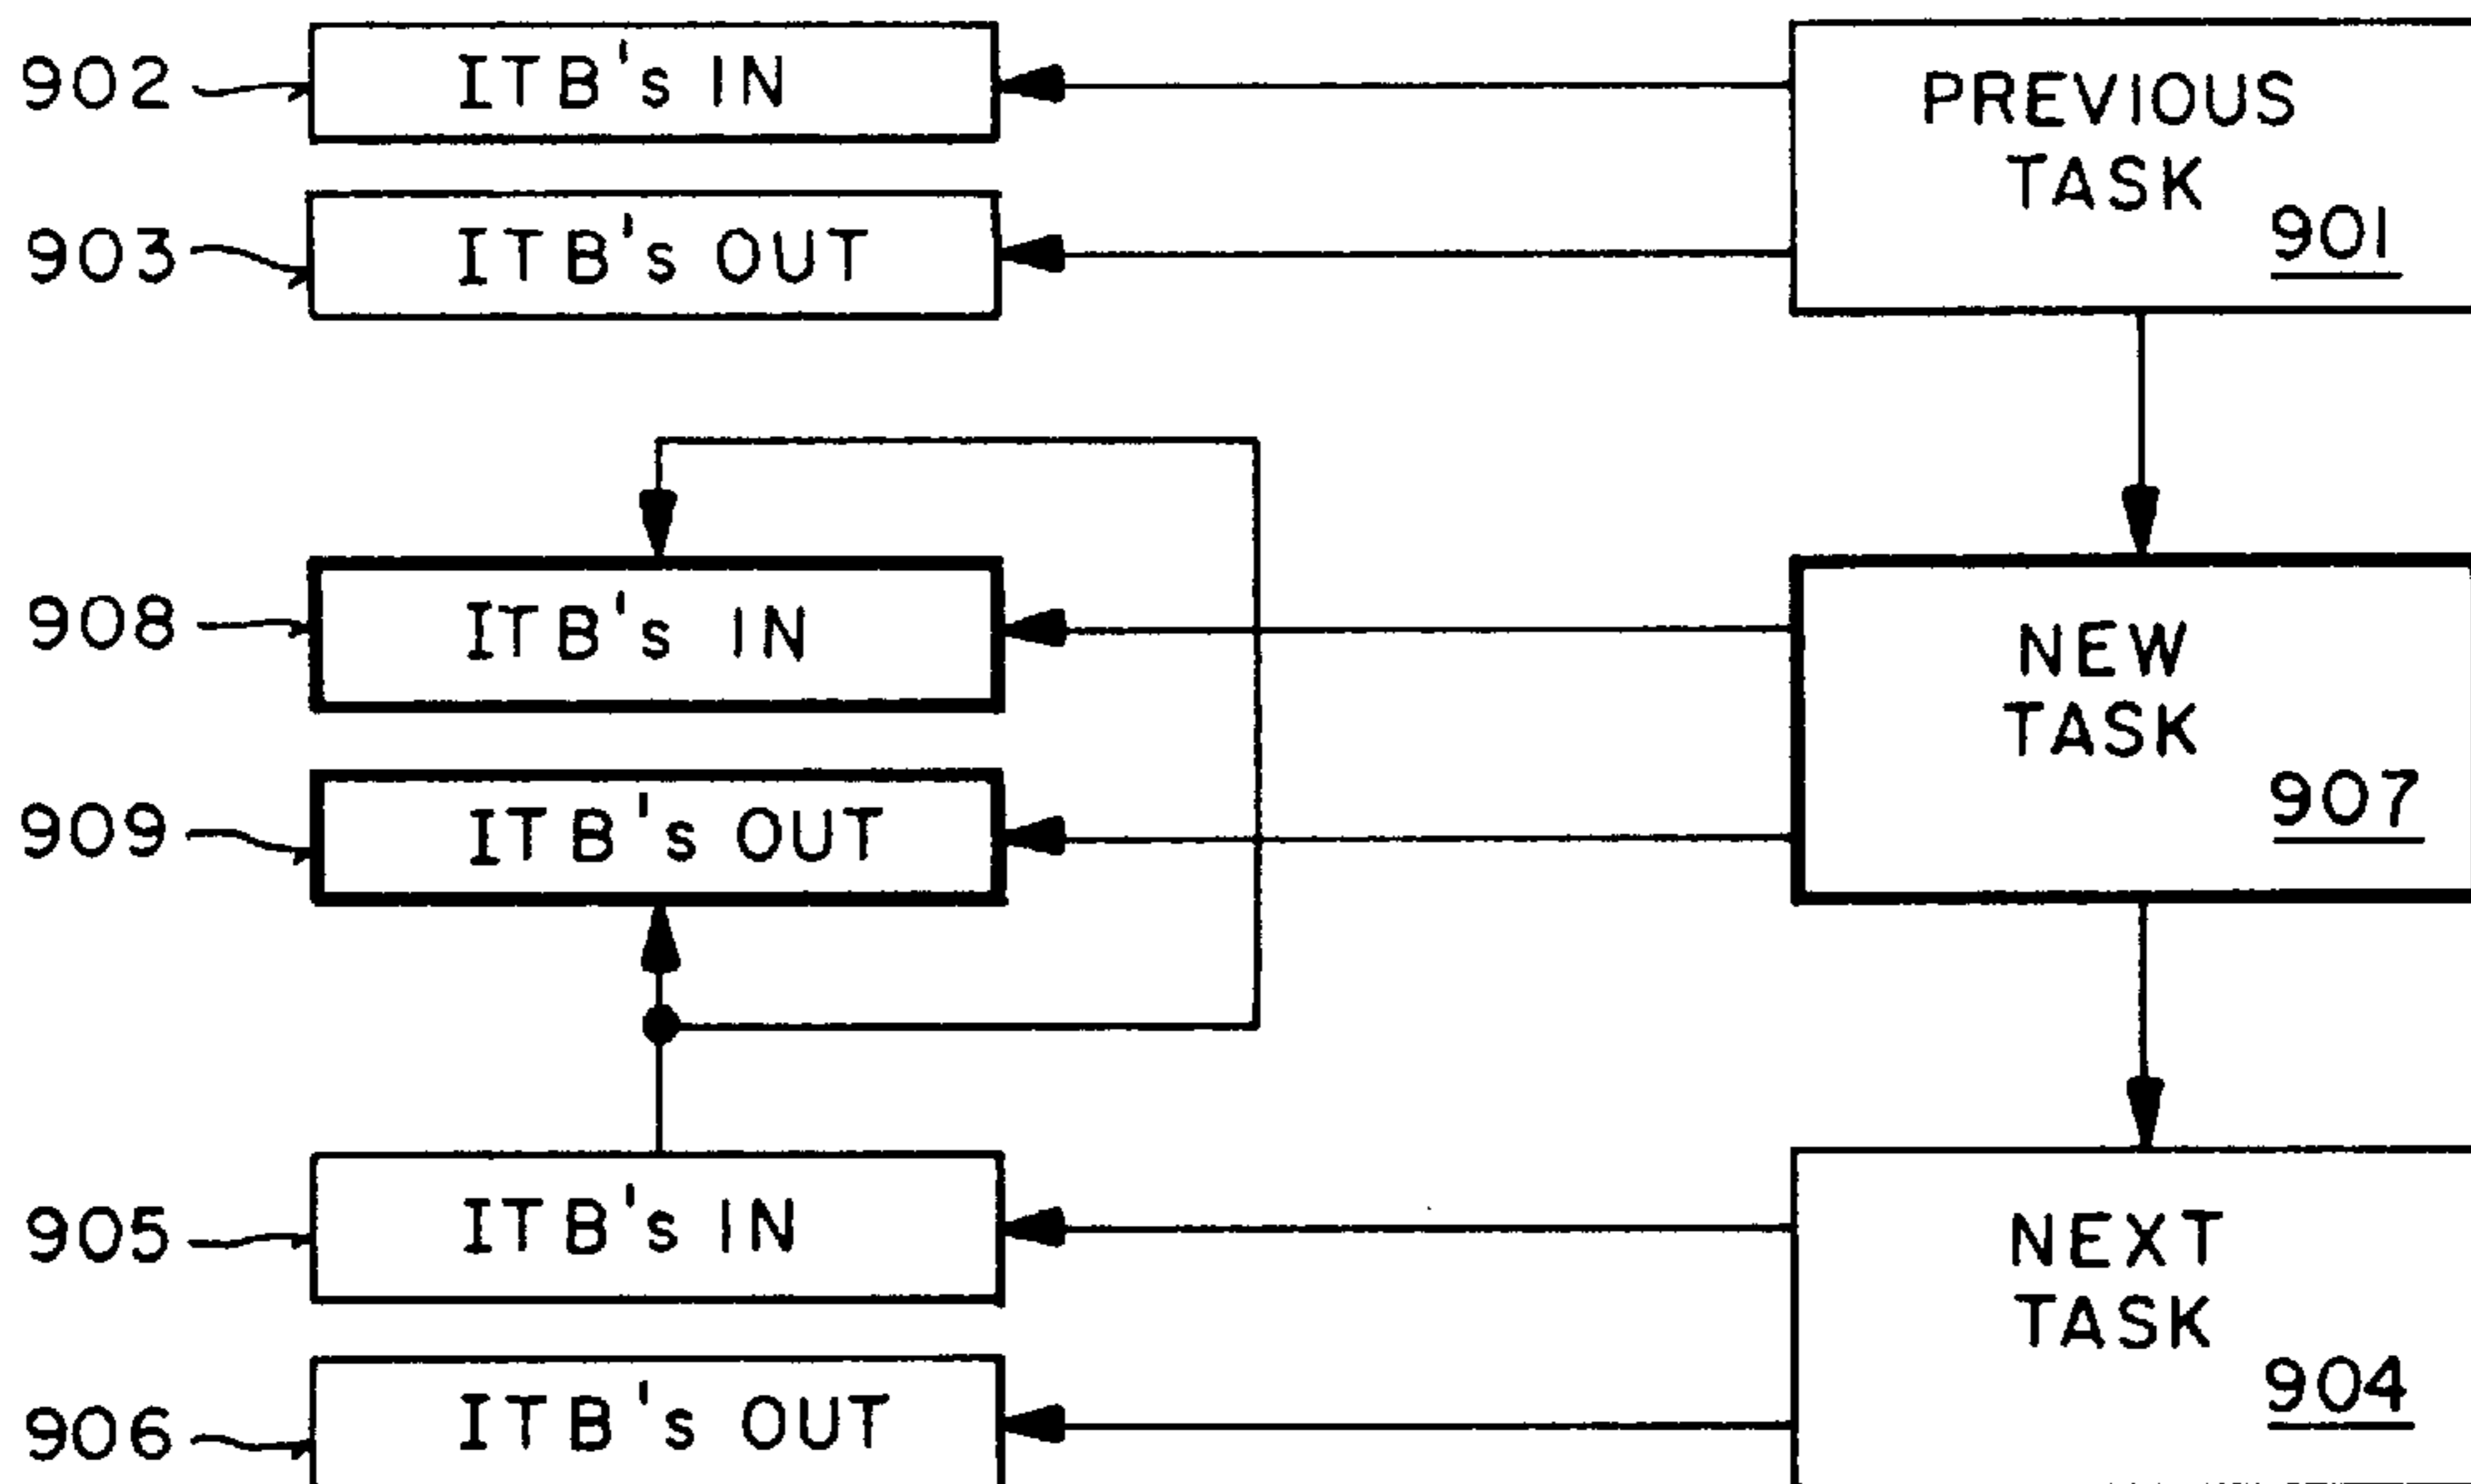 902 ITB's IN
PREVIOUS
TASK
901
903 ITB's OUT
908 ITB's IN
NEW
TASK
907
909 ITB's OUT
905 ITB's IN
NEXT
TASK
904
906 ITB's OUT